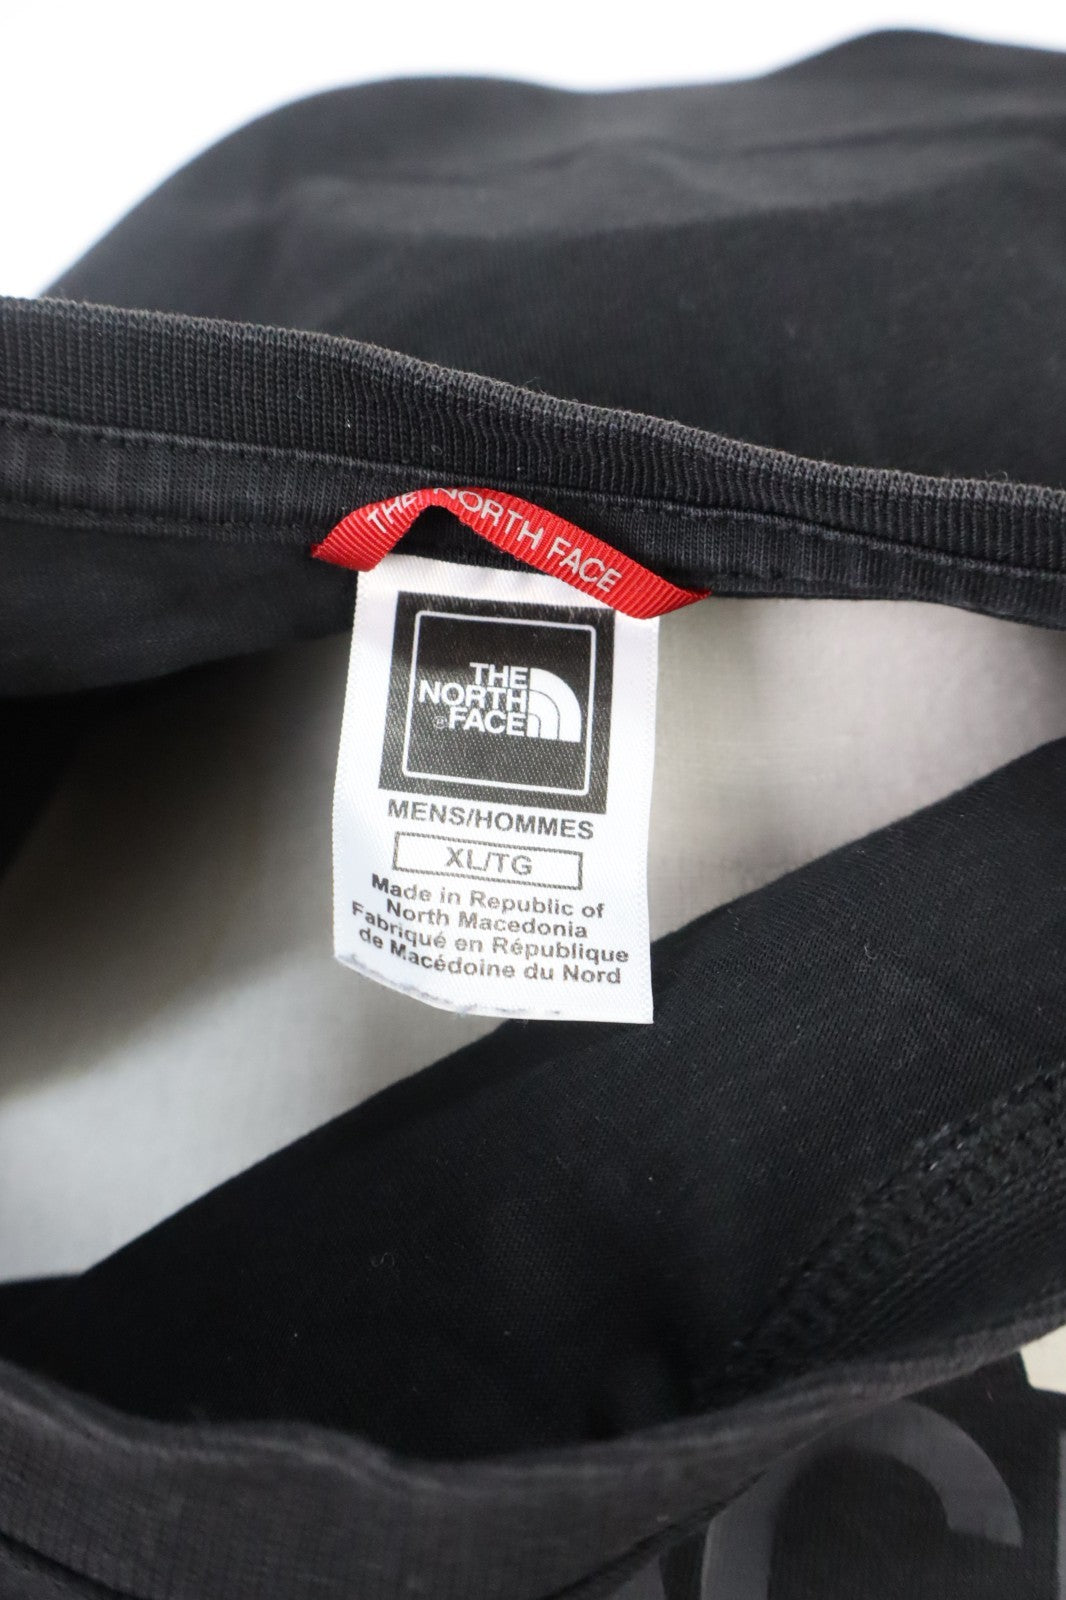 THE NORTH FACE
THE
NORTH
®FACE
MENS/HOMMES
XL/TG
Made in Republic of
North Macedonia
Fabriqué en République
de Macédoine du Nord